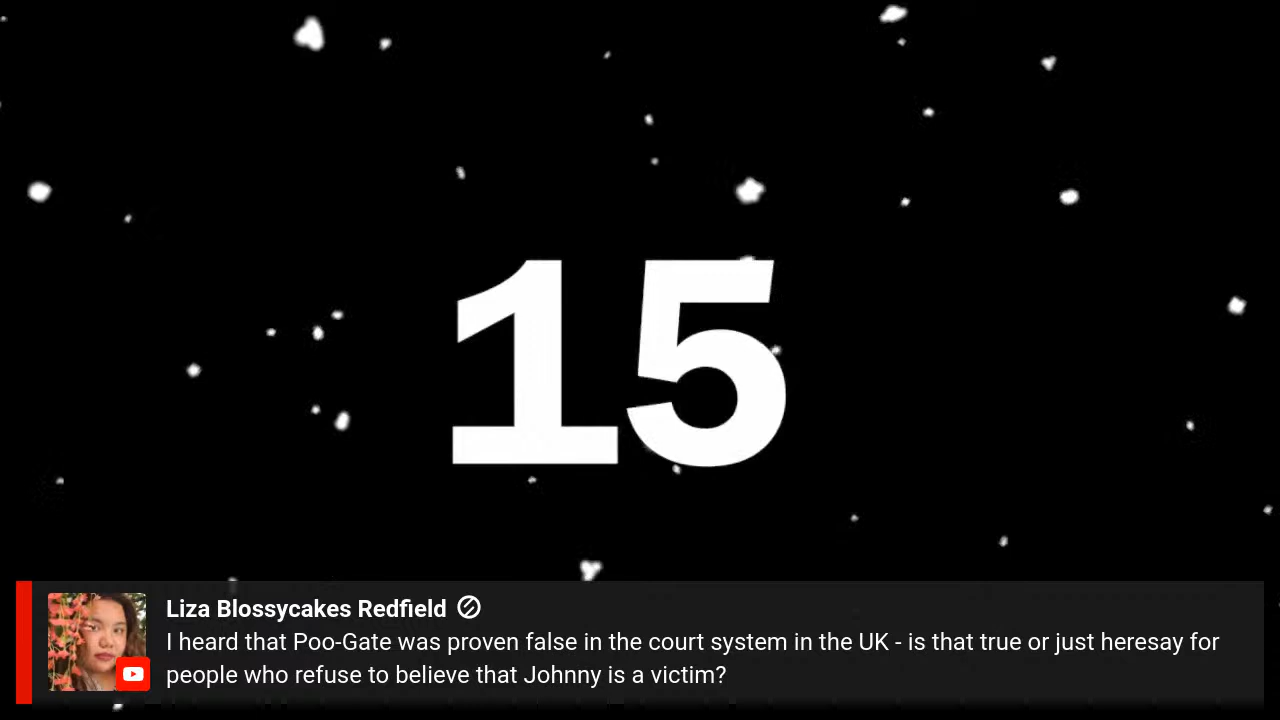 15
Liza Blossycakes Redfield
I heard that Poo-Gate was proven false in the court system in the UK - is that true or just heresay for
people who refuse to believe that Johnny is a victim?